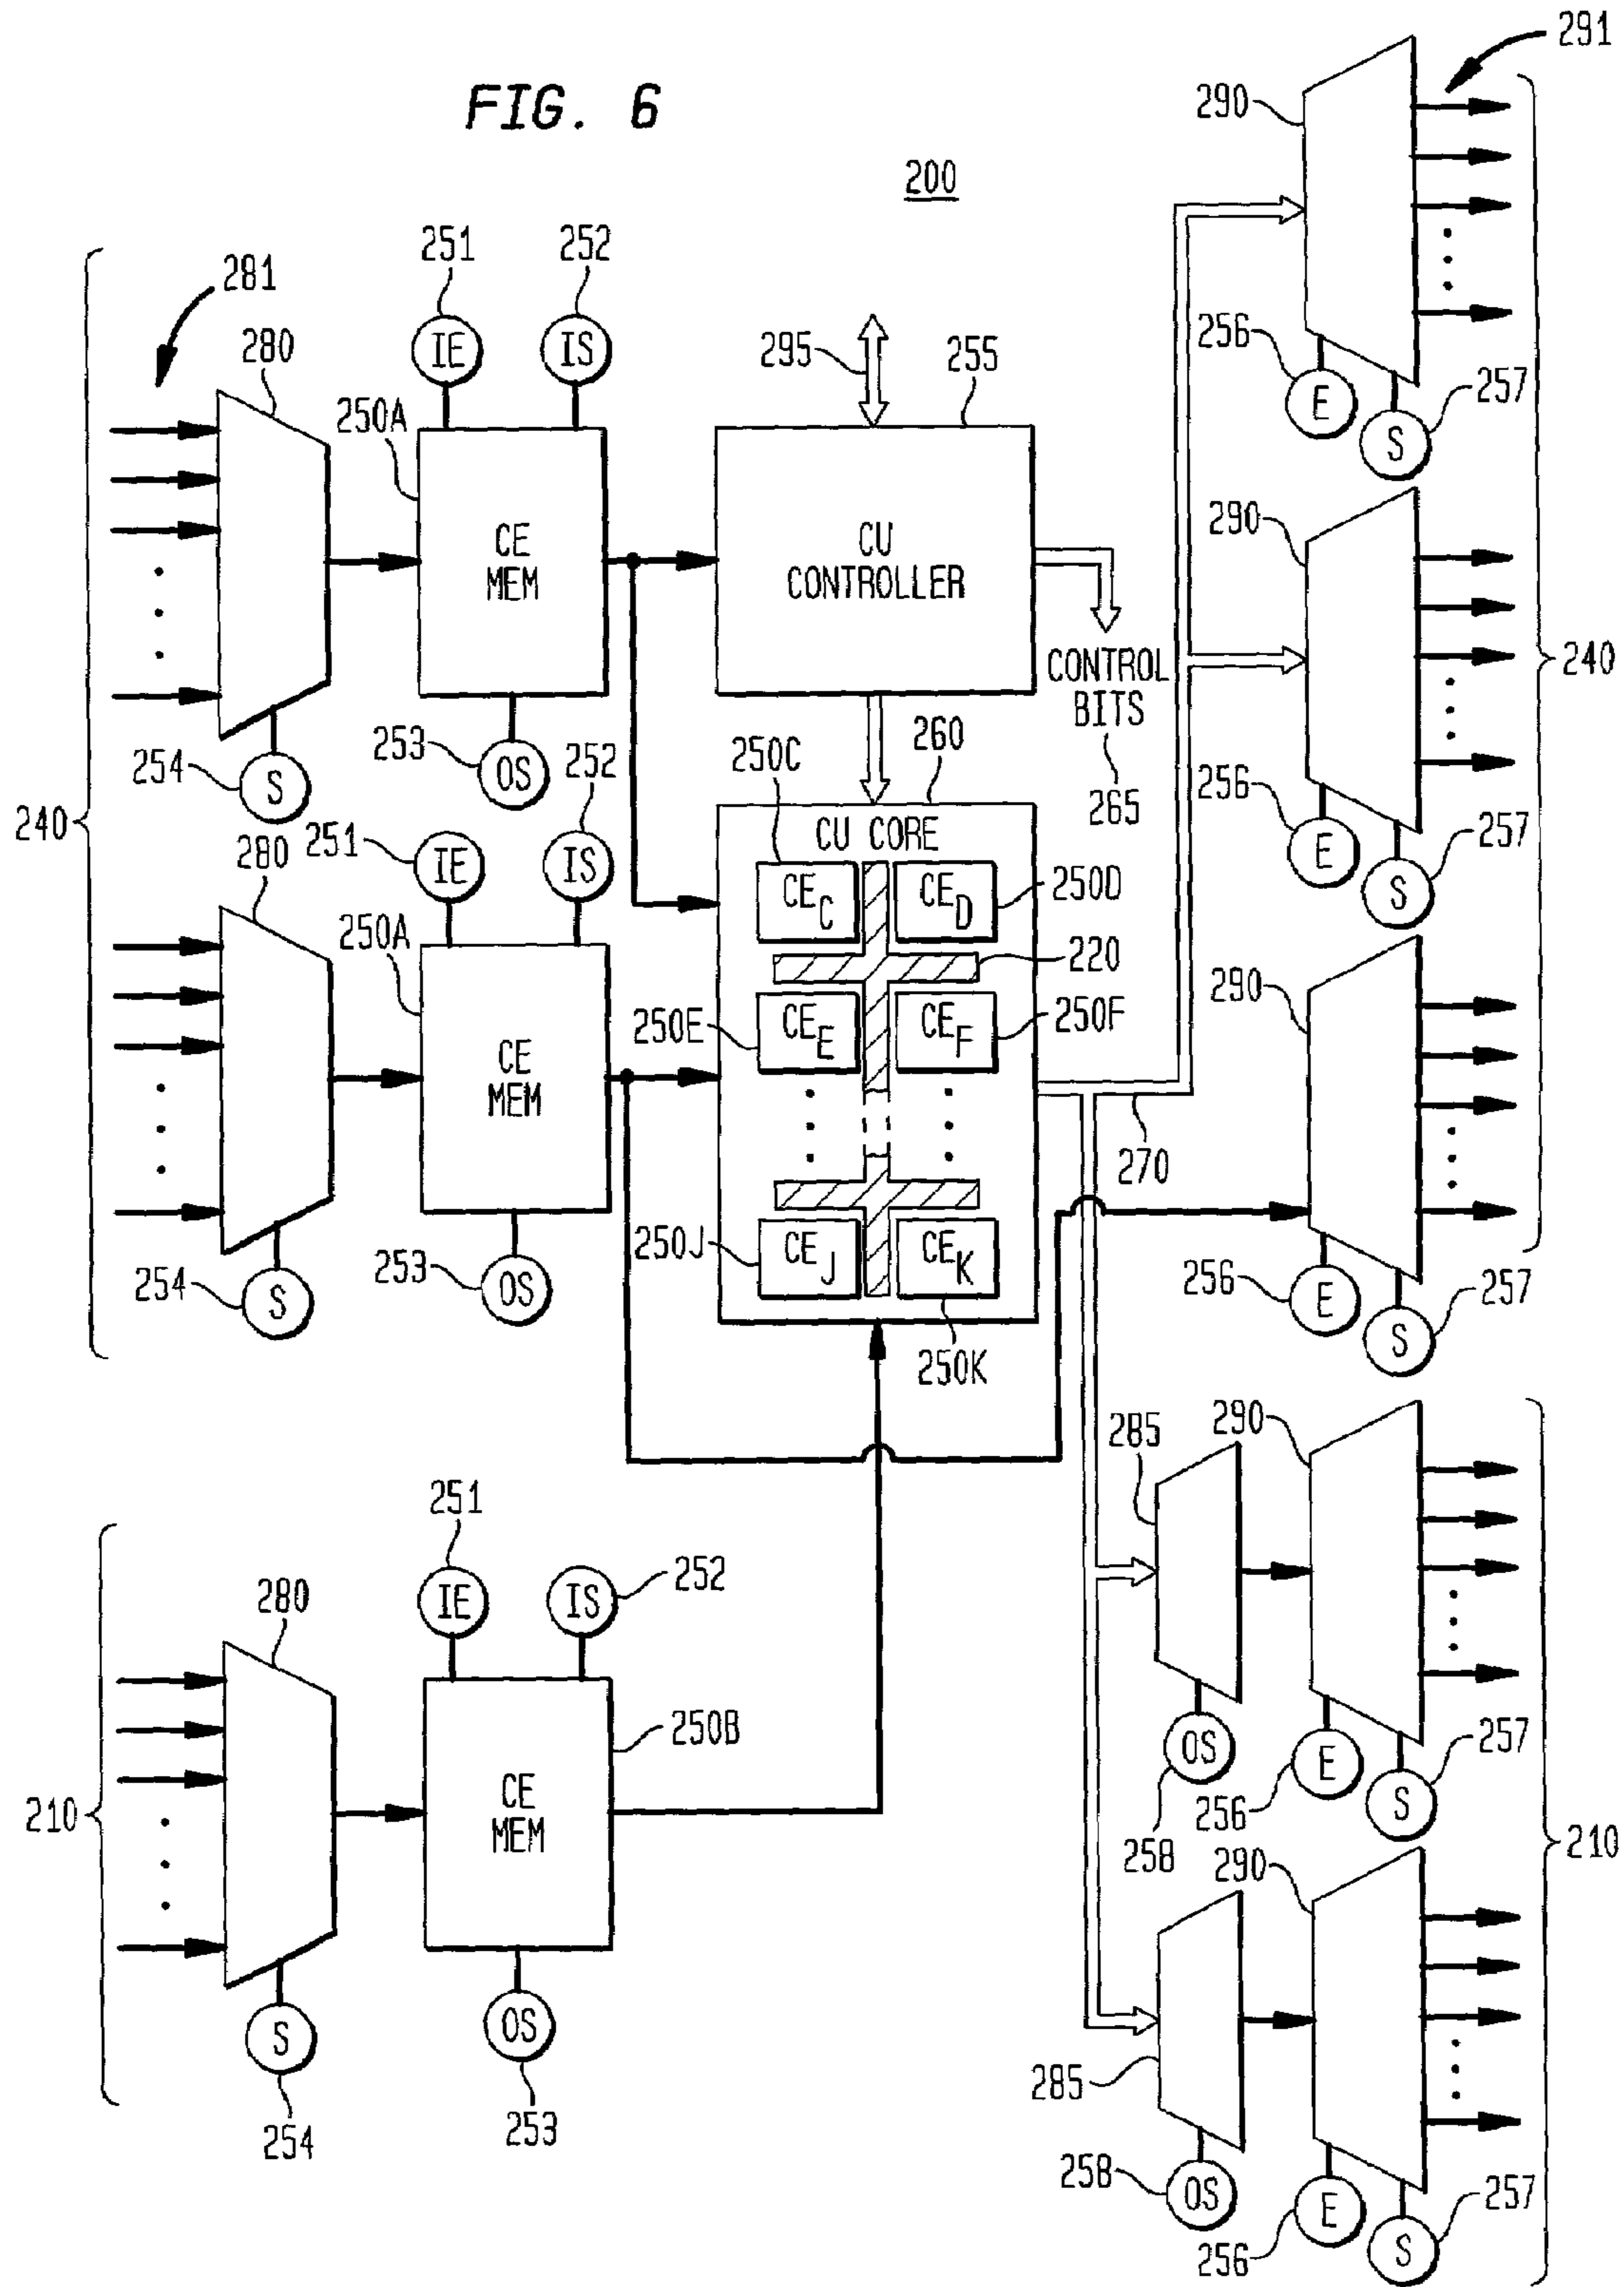 FIG. 6
200
291
290
240
281
280
251
IE
252
IS
250A
CE
MEM
253
OS
254
S
295
255
CU
CONTROLLER
CONTROL
BITS
265
256
E
257
S
290
240
256
E
257
S
240
280
251
IE
252
IS
250A
CE
MEM
253
OS
254
S
260
CU CORE
250C
CE C
CE D
250D
220
250E
CE E
CE F
250F
250J
CE J
CE K
250K
270
290
256
E
257
S
210
280
251
IE
252
IS
250B
CE
MEM
253
OS
254
S
285
290
258
OS
256
E
257
S
210
290
285
258
OS
256
E
257
S